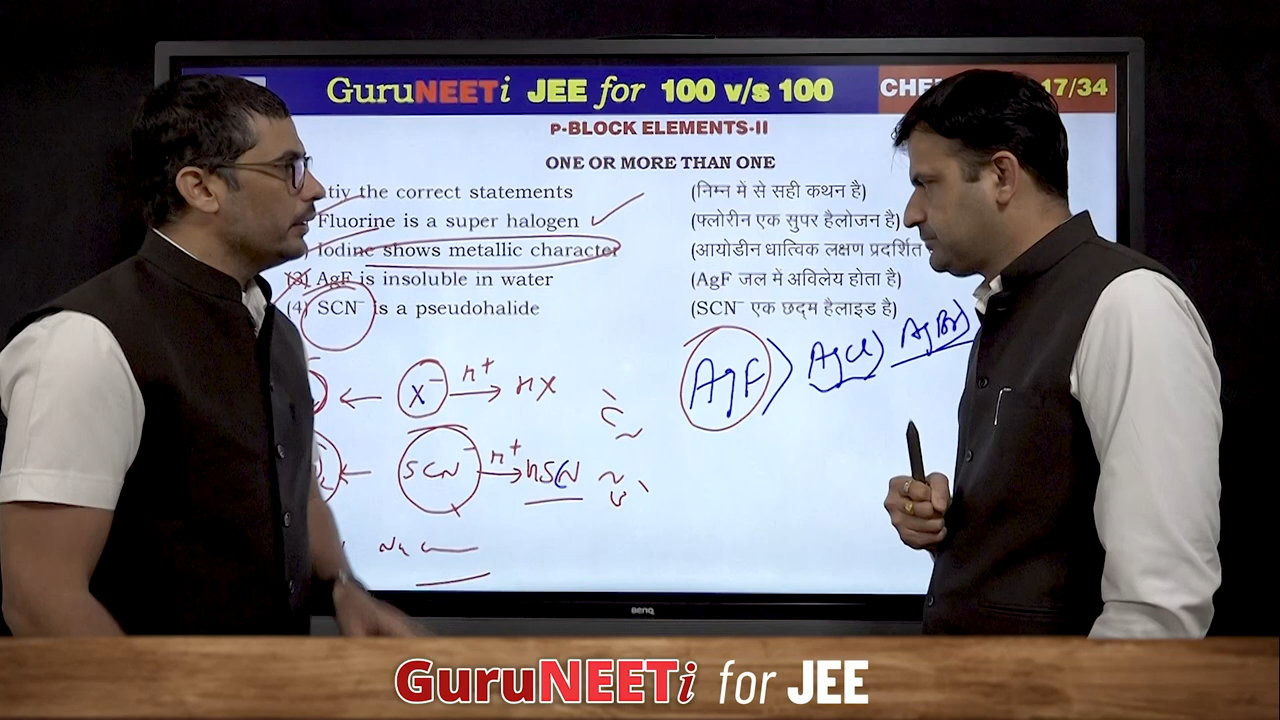 GuruNEETi JEE for 100 v/s 100
CHE 17/34
P-BLOCK ELEMENTS-II
ONE OR MORE THAN ONE
tiy the correct statements (निम्न में से सही कथन है)
Fluorine is a super halogen (फ्लोरीन एक सुपर हैलोजन है)
Iodine shows metallic character (आयोडीन धात्विक लक्षण प्रदर्शित
(3) AgF is insoluble in water (AgF जल में अविलेय होता है)
(4) SCN⁻ is a pseudohalide (SCN⁻ एक छद्म हैलाइड है)
AgF > AgCl > AgBr
← X⁻ H⁺ → HX
← SCN⁻ H⁺ → HSCN
BenQ
GuruNEETi for JEE